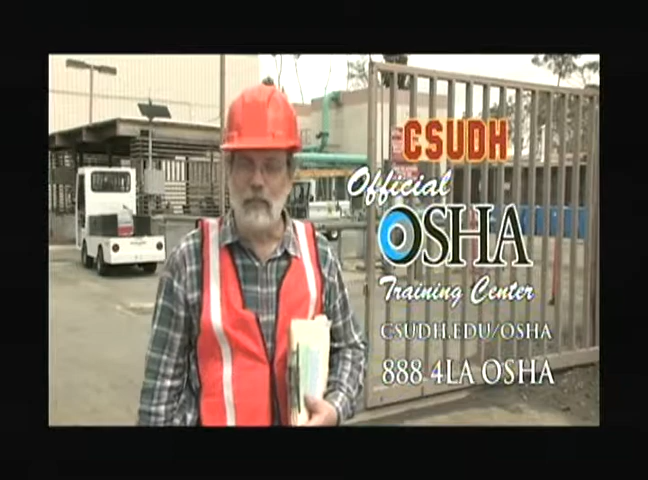 CSUDH
Official
OSHA
Training Center
CSUDH.EDU/OSHA
888 4LA OSHA